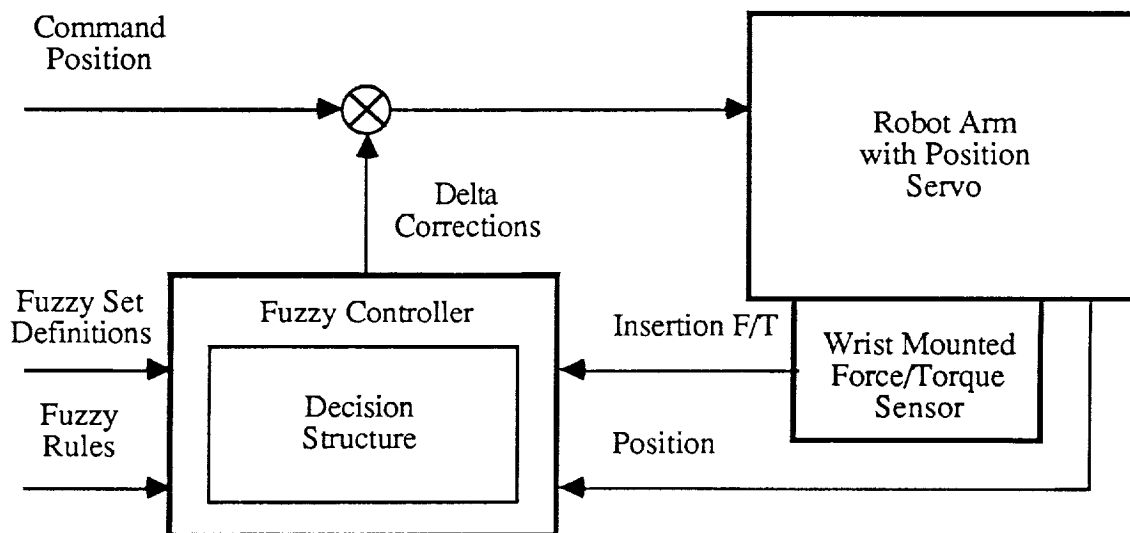 Command
Position
Robot Arm
with Position
Servo
Delta
Corrections
Fuzzy Set
Definitions
Fuzzy Controller
Insertion F/T
Wrist Mounted
Force/Torque
Sensor
Decision
Structure
Fuzzy
Rules
Position